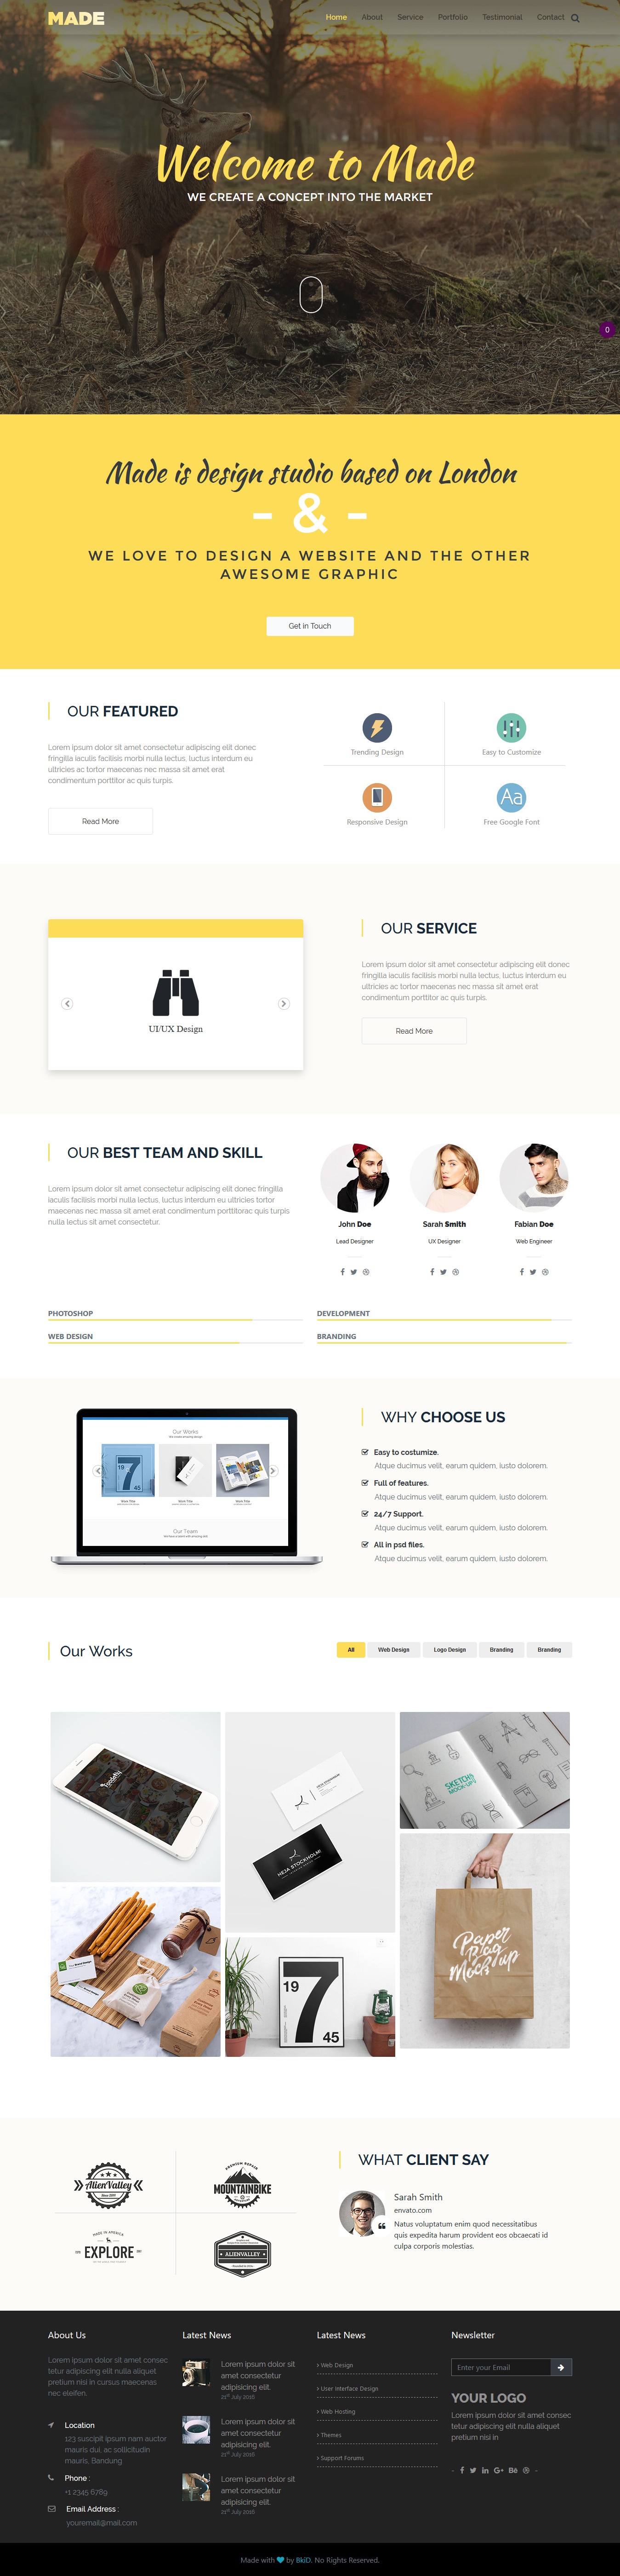 MADE
Home About Service Portfolio Testimonial Contact
Welcome to Made
WE CREATE A CONCEPT INTO THE MARKET
0
Made is design studio based on London
- & -
WE LOVE TO DESIGN A WEBSITE AND THE OTHER
AWESOME GRAPHIC
Get in Touch
OUR FEATURED
Lorem ipsum dolor sit amet consectetur adipiscing elit donec
fringilla iaculis facilisis morbi nulla lectus, luctus interdum eu
ultricies ac tortor maecenas nec massa sit amet erat
condimentum porttitor ac quis turpis.
Read More
Trending Design
Easy to Customize
Responsive Design
Aa
Free Google Font
UI/UX Design
OUR SERVICE
Lorem ipsum dolor sit amet consectetur adipiscing elit donec
fringilla iaculis facilisis morbi nulla lectus, luctus interdum eu
ultricies ac tortor maecenas nec massa sit amet erat
condimentum porttitor ac quis turpis.
Read More
OUR BEST TEAM AND SKILL
Lorem ipsum dolor sit amet consectetur adipiscing elit donec fringilla
iaculis facilisis morbi nulla lectus, luctus interdum eu ultricies tortor
maecenas nec massa sit amet erat condimentum porttitorac quis turpis
nulla lectus sit amet consectetur.
John Doe
Lead Designer
Sarah Smith
UX Designer
Fabian Doe
Web Engineer
PHOTOSHOP
DEVELOPMENT
WEB DESIGN
BRANDING
Our Works
19
7
45
Our Team
WHY CHOOSE US
Easy to costumize.
Atque ducimus velit, earum quidem, iusto dolorem.
Full of features.
Atque ducimus velit, earum quidem, iusto dolorem.
24/7 Support.
Atque ducimus velit, earum quidem, iusto dolorem.
All in psd files.
Atque ducimus velit, earum quidem, iusto dolorem.
Our Works
All
Web Design
Logo Design
Branding
Branding
HEJA STOCKHOLM!
SKETCH
MOCK-UP
Paper
Bag
Mockup
19
7
45
AlienValley
PREMIUM REPAIR
MOUNTAINBIKE
MADE IN AMERICA
EXPLORE
ALIENVALLEY
WHAT CLIENT SAY
Sarah Smith
envato.com
Natus voluptatum enim quod necessitatibus
quis expedita harum provident eos obcaecati id
culpa corporis molestias.
About Us
Lorem ipsum dolor sit amet consec
tetur adipiscing elit nulla aliquet
pretium nisi in cursus maecenas
nec eleifen.
Location
123 suscipit ipsum nam auctor
mauris dui, ac sollicitudin
mauris, Bandung
Phone :
+1 2345 6789
Email Address :
youremail@mail.com
Latest News
Lorem ipsum dolor sit
amet consectetur
adipisicing elit.
21st July 2016
Lorem ipsum dolor sit
amet consectetur
adipisicing elit.
21st July 2016
Lorem ipsum dolor sit
amet consectetur
adipisicing elit.
21st July 2016
Latest News
Web Design
User Interface Design
Web Hosting
Themes
Support Forums
Newsletter
Enter your Email
YOUR LOGO
Lorem ipsum dolor sit amet consec
tetur adipiscing elit nulla aliquet
pretium nisi in
Made with by BkiD. No Rights Reserved.